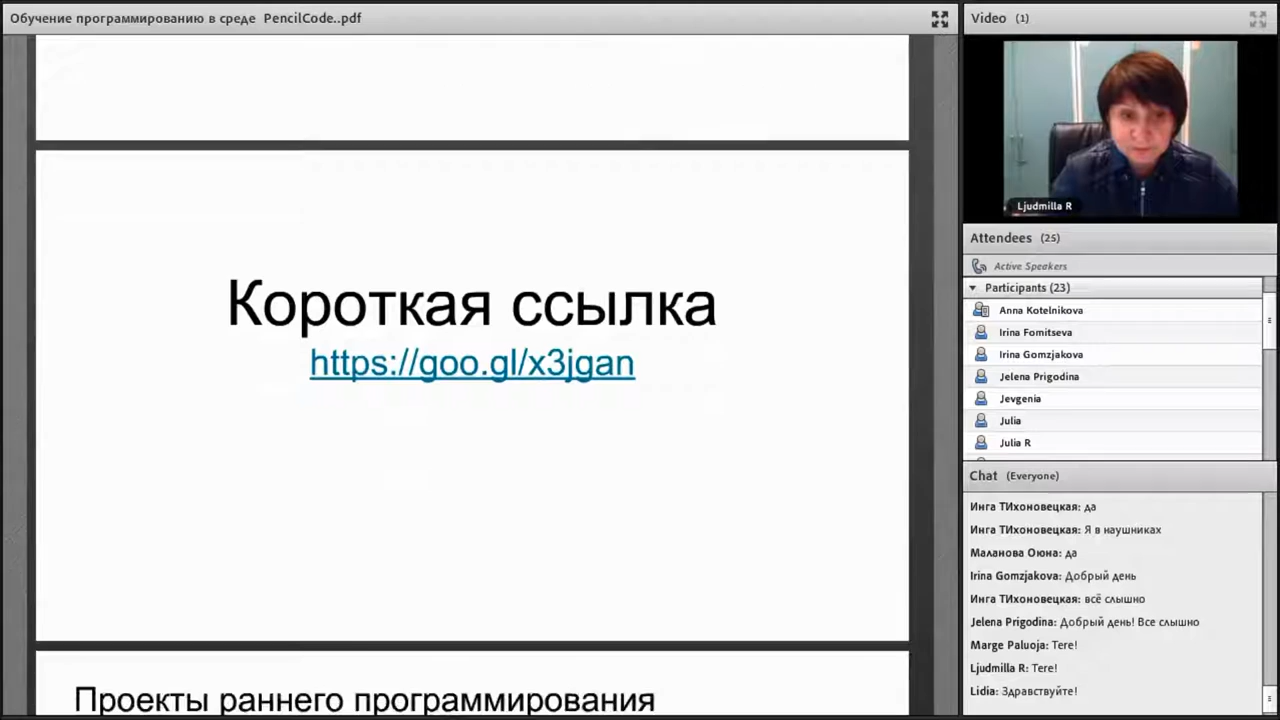 Обучение программированию в среде PencilCode..pdf
Короткая ссылка
https://goo.gl/x3jgan
Проекты раннего программирования
Video (1)
Ljudmilla R
Attendees (25)
Active Speakers
Participants (23)
Anna Kotelnikova
Irina Fomitseva
Irina Gomzjakova
Jelena Prigodina
Jevgenia
Julia
Julia R
Chat (Everyone)
Инга ТИхоновецкая: да
Инга ТИхоновецкая: Я в наушниках
Маланова Оюна: да
Irina Gomzjakova: Добрый день
Инга ТИхоновецкая: всё слышно
Jelena Prigodina: Добрый день! Все слышно
Marge Paluoja: Tere!
Ljudmilla R: Tere!
Lidia: Здравствуйте!